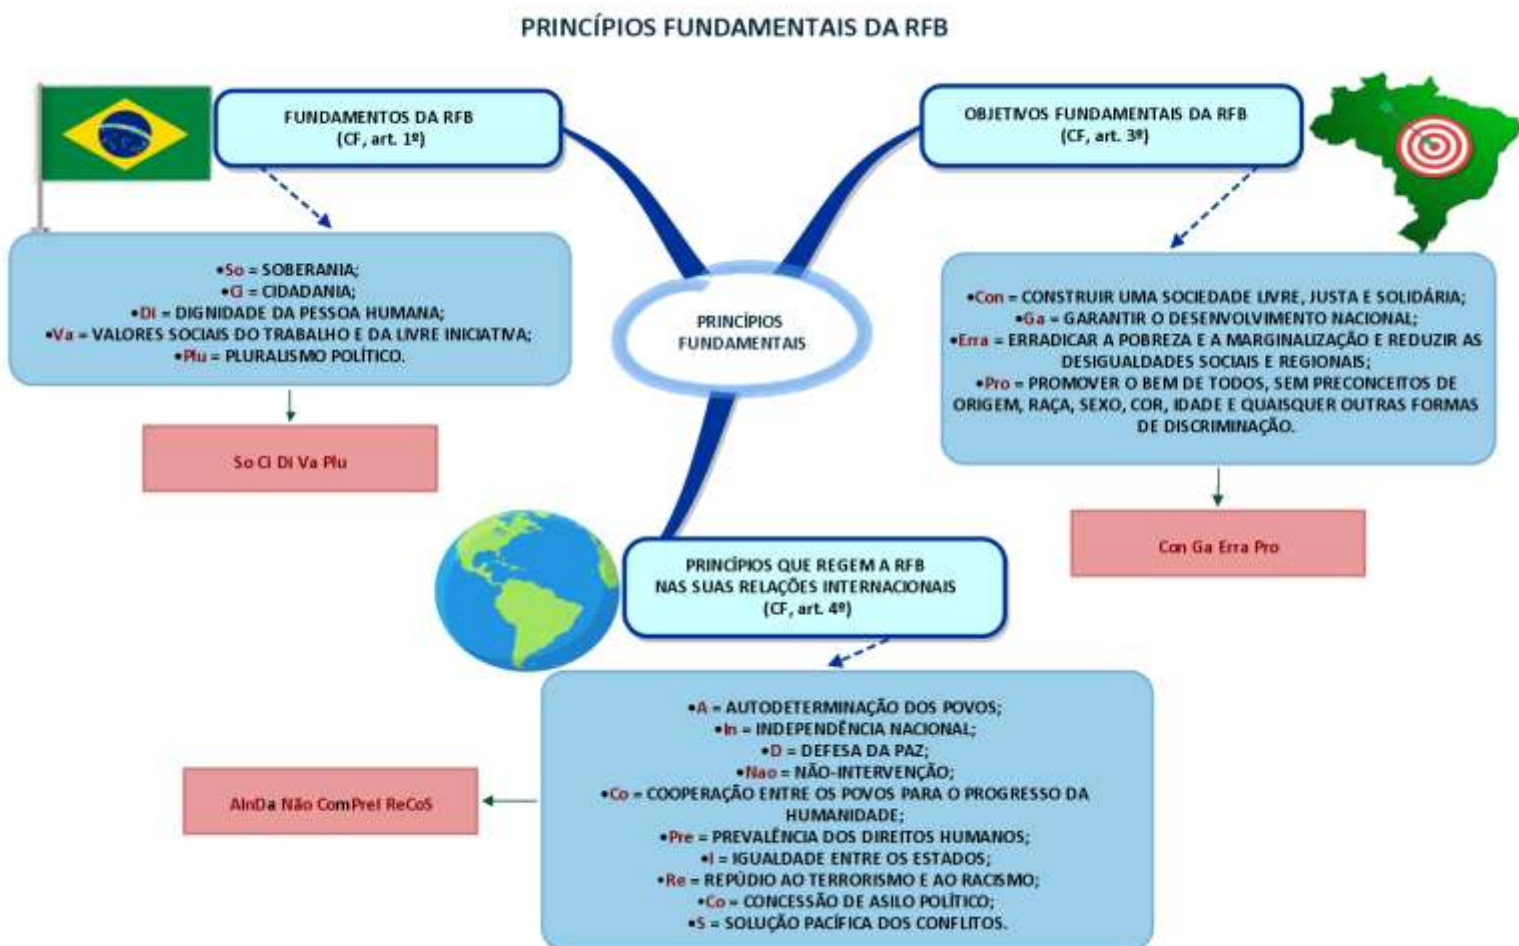 PRINCÍPIOS FUNDAMENTAIS DA RFB
FUNDAMENTOS DA RFB
(CF, art. 1º)
•So = SOBERANIA;
•Ci = CIDADANIA;
•Di = DIGNIDADE DA PESSOA HUMANA;
•Va = VALORES SOCIAIS DO TRABALHO E DA LIVRE INICIATIVA;
•Plu = PLURALISMO POLÍTICO.
So Ci Di Va Plu
PRINCÍPIOS
FUNDAMENTAIS
OBJETIVOS FUNDAMENTAIS DA RFB
(CF, art. 3º)
•Con = CONSTRUIR UMA SOCIEDADE LIVRE, JUSTA E SOLIDÁRIA;
•Ga = GARANTIR O DESENVOLVIMENTO NACIONAL;
•Erra = ERRADICAR A POBREZA E A MARGINALIZAÇÃO E REDUZIR AS
DESIGUALDADES SOCIAIS E REGIONAIS;
•Pro = PROMOVER O BEM DE TODOS, SEM PRECONCEITOS DE
ORIGEM, RAÇA, SEXO, COR, IDADE E QUAISQUER OUTRAS FORMAS
DE DISCRIMINAÇÃO.
Con Ga Erra Pro
PRINCÍPIOS QUE REGEM A RFB
NAS SUAS RELAÇÕES INTERNACIONAIS
(CF, art. 4º)
•A = AUTODETERMINAÇÃO DOS POVOS;
•In = INDEPENDÊNCIA NACIONAL;
•D = DEFESA DA PAZ;
•Nao = NÃO-INTERVENÇÃO;
•Co = COOPERAÇÃO ENTRE OS POVOS PARA O PROGRESSO DA
HUMANIDADE;
•Pre = PREVALÊNCIA DOS DIREITOS HUMANOS;
•I = IGUALDADE ENTRE OS ESTADOS;
•Re = REPÚDIO AO TERRORISMO E AO RACISMO;
•Co = CONCESSÃO DE ASILO POLÍTICO;
•S = SOLUÇÃO PACÍFICA DOS CONFLITOS.
AInDa Não ComPreI ReCoS